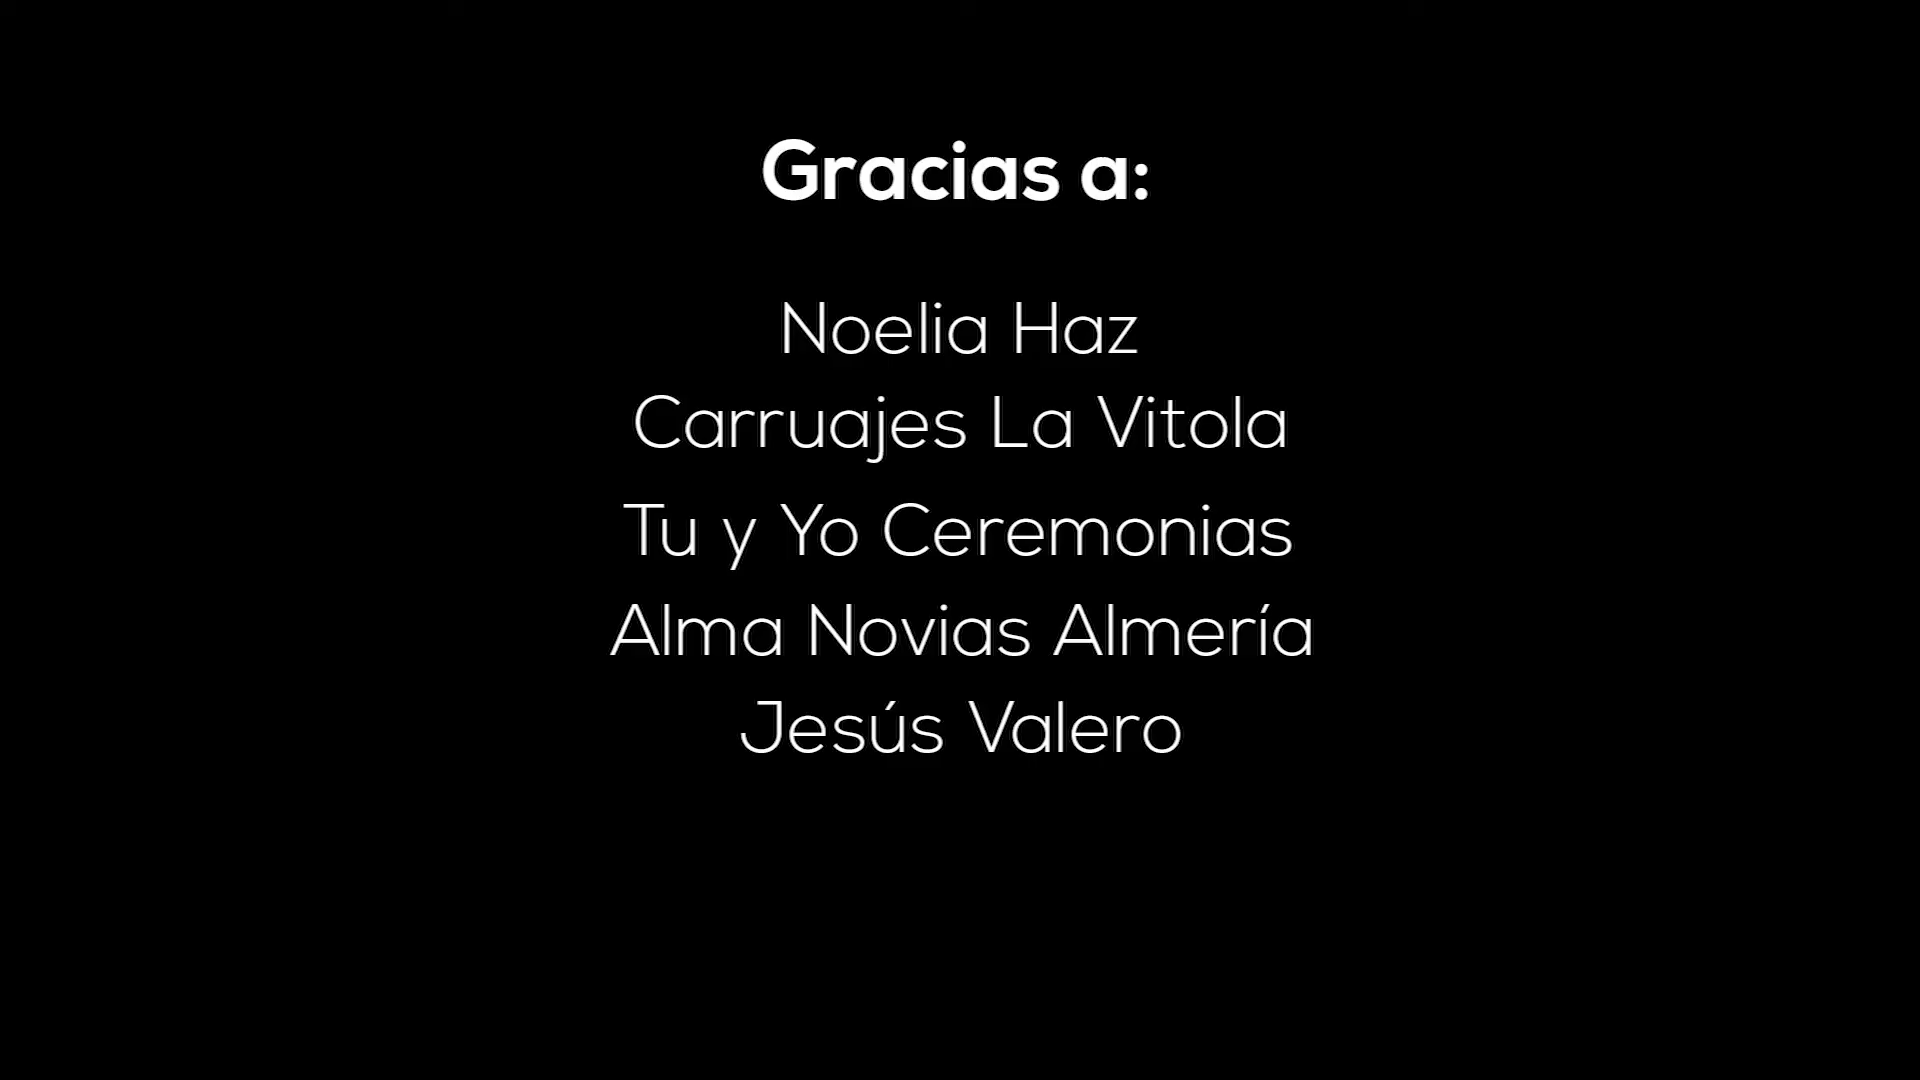 Gracias a:
Noelia Haz
Carruajes La Vitola
Tu y Yo Ceremonias
Alma Novias Almería
Jesús Valero